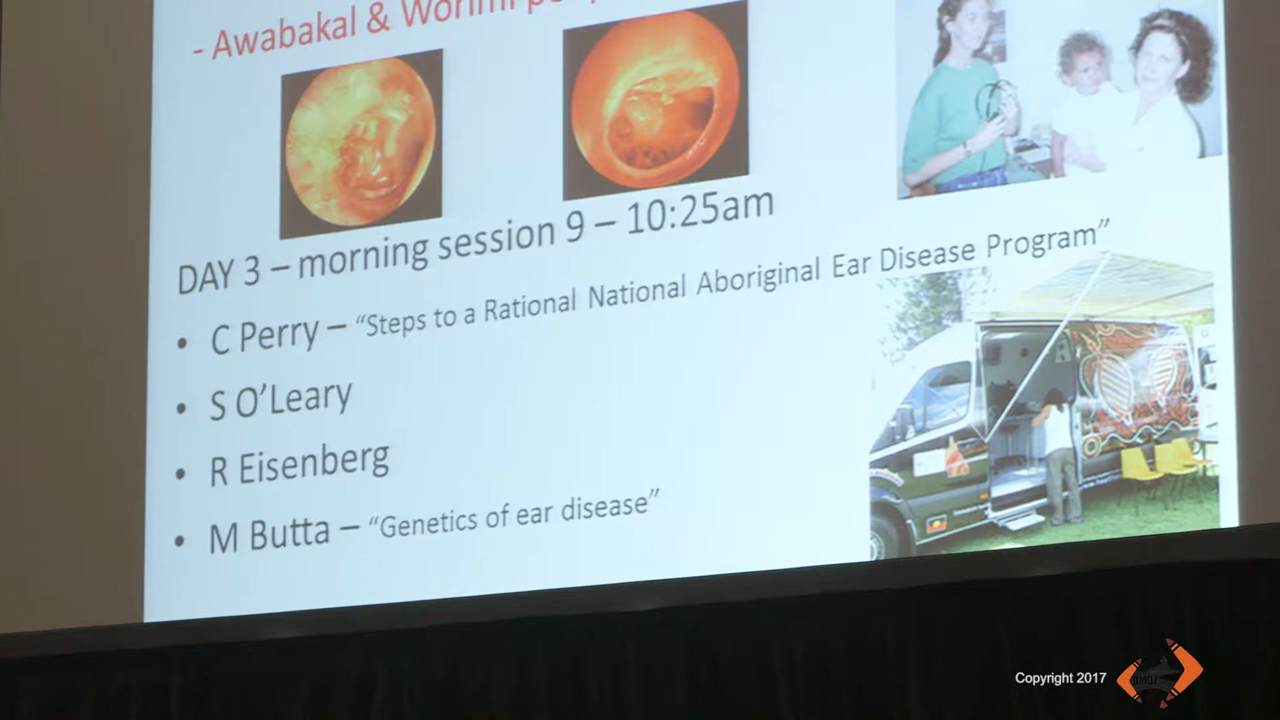 - Awabakal & Worimi
DAY 3 – morning session 9 – 10:25am
• C Perry – “Steps to a Rational National Aboriginal Ear Disease Program”
• S O’Leary
• R Eisenberg
• M Butta – “Genetics of ear disease”
Copyright 2017
OMOZ